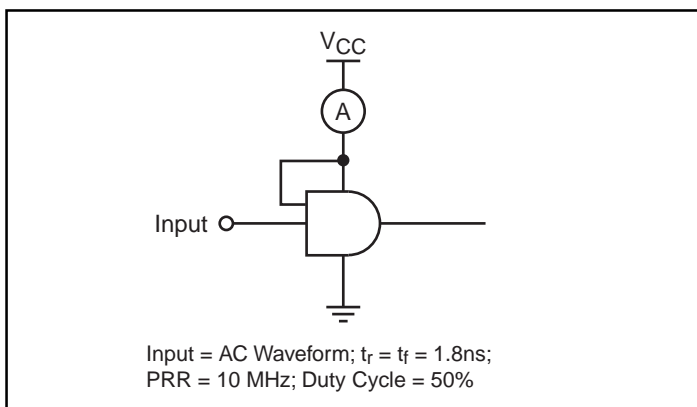 VCC
A
Input
Input = AC Waveform; tr = tf = 1.8ns;
PRR = 10 MHz; Duty Cycle = 50%